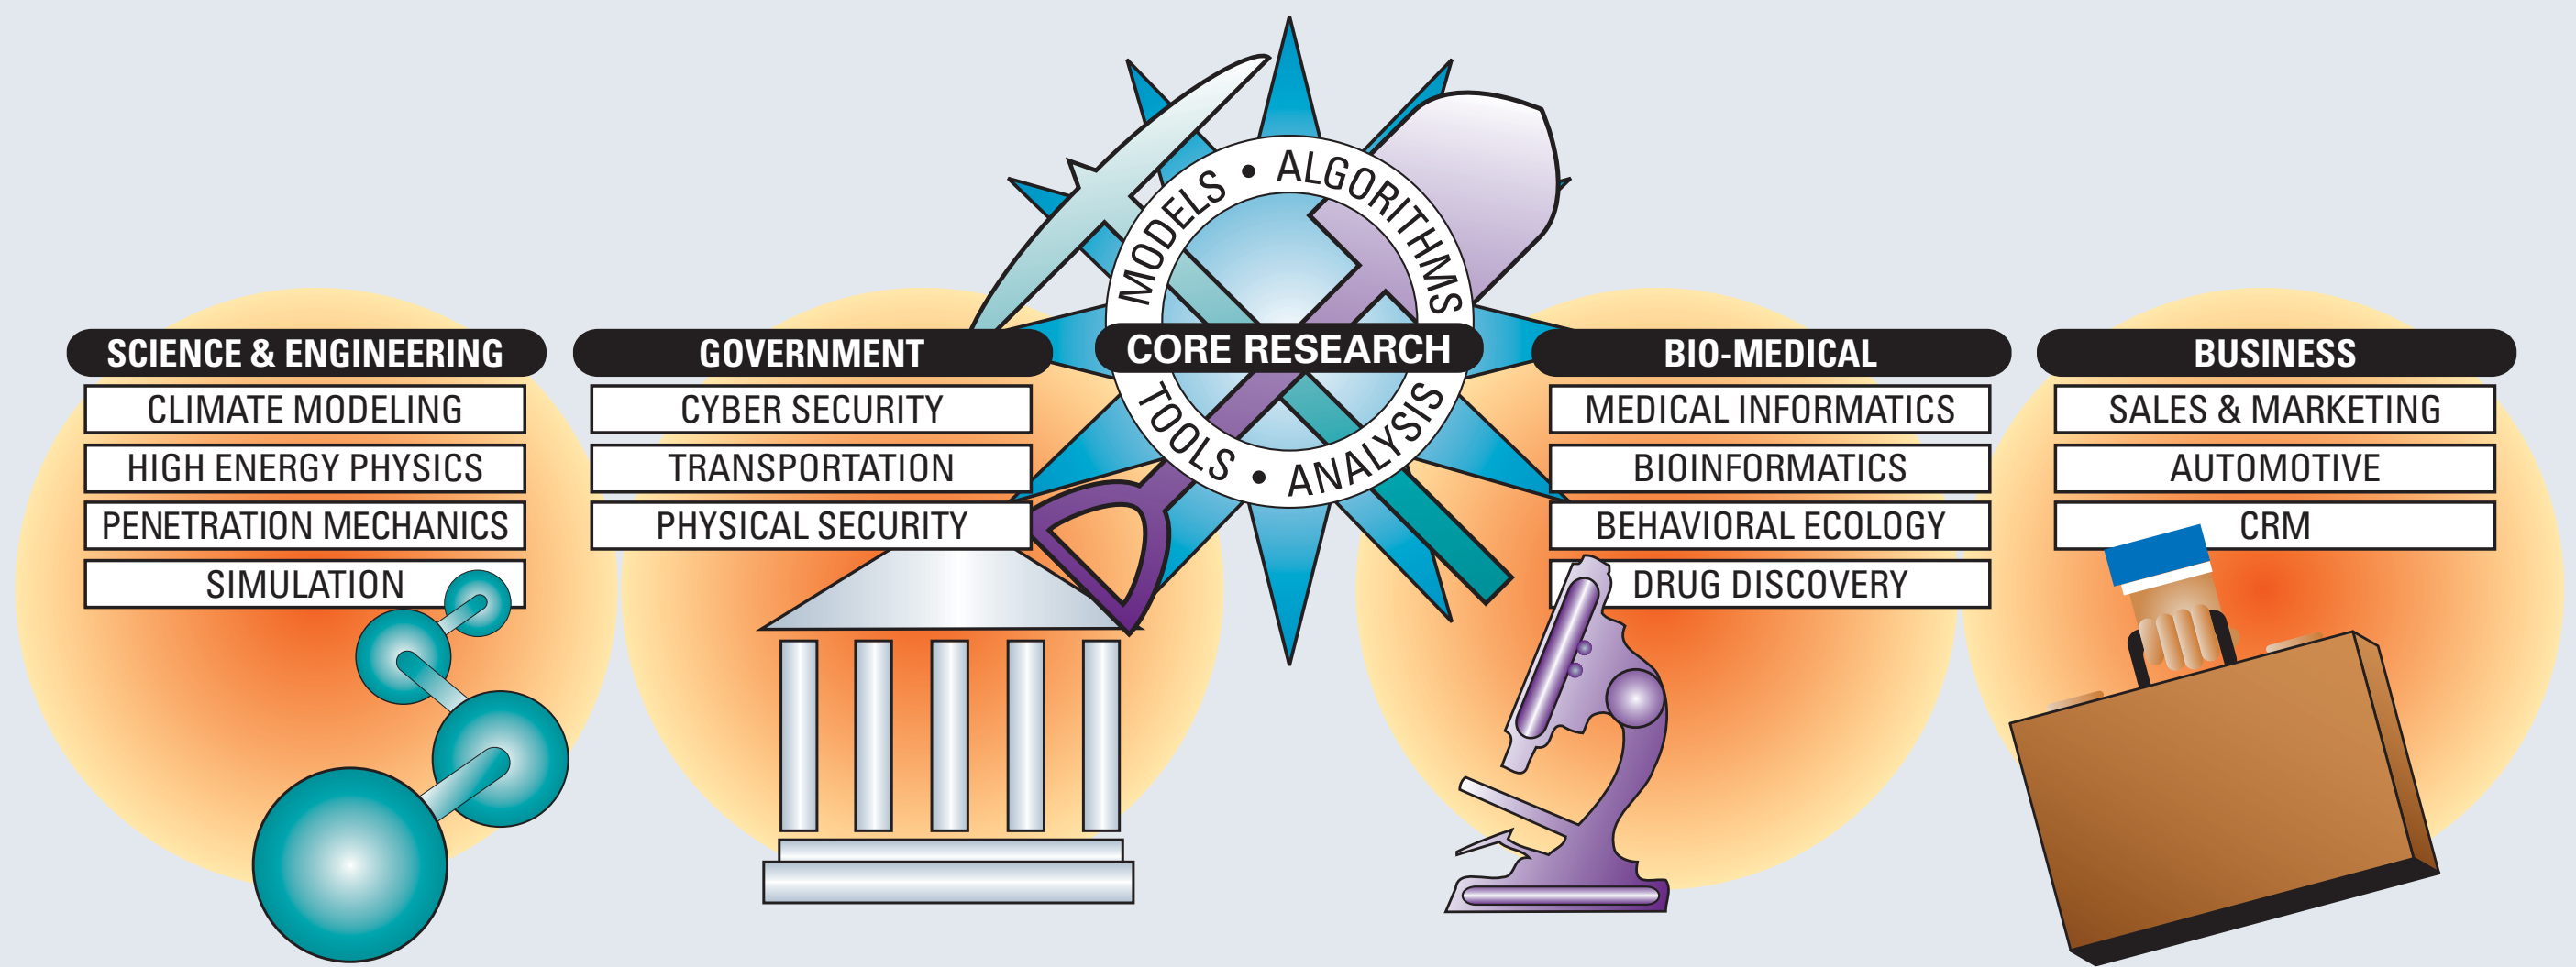 MODELS • ALGORITHMS
CORE RESEARCH
TOOLS • ANALYSIS
SCIENCE & ENGINEERING
CLIMATE MODELING
HIGH ENERGY PHYSICS
PENETRATION MECHANICS
SIMULATION
GOVERNMENT
CYBER SECURITY
TRANSPORTATION
PHYSICAL SECURITY
BIO-MEDICAL
MEDICAL INFORMATICS
BIOINFORMATICS
BEHAVIORAL ECOLOGY
DRUG DISCOVERY
BUSINESS
SALES & MARKETING
AUTOMOTIVE
CRM